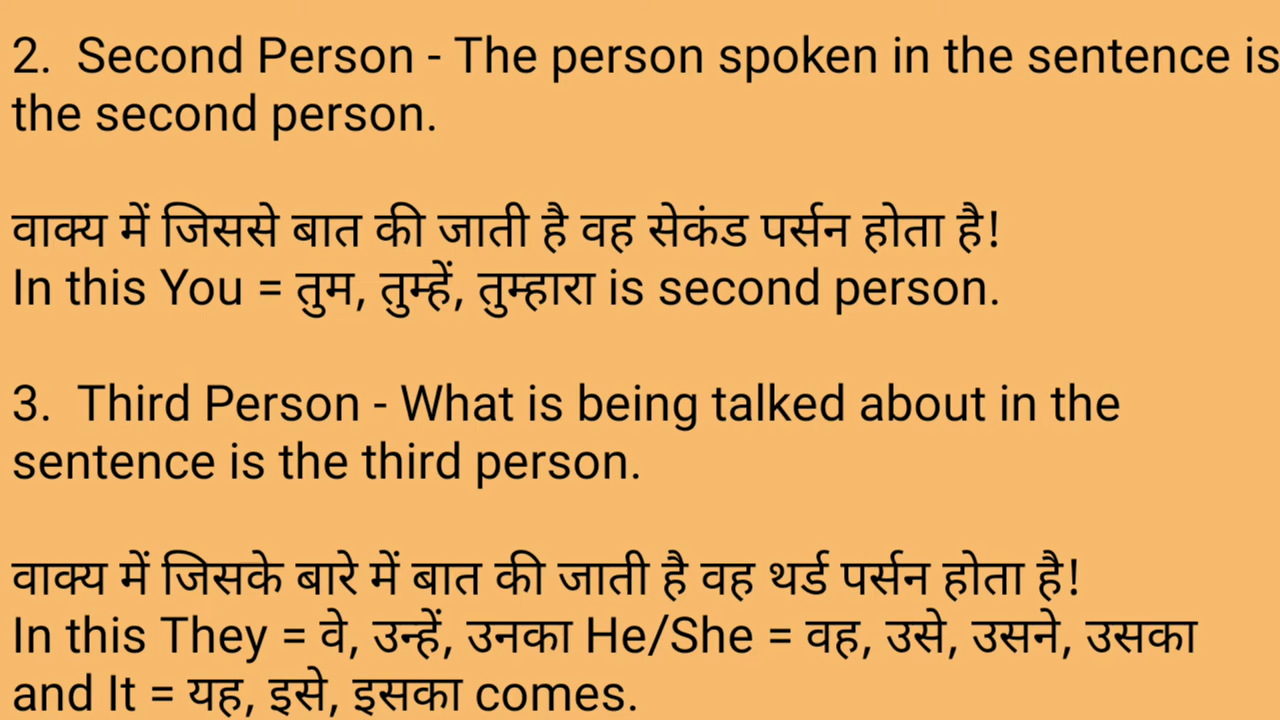 2. Second Person - The person spoken in the sentence is
the second person.
वाक्य में जिससे बात की जाती है वह सेकंड पर्सन होता है!
In this You = तुम, तुम्हें, तुम्हारा is second person.
3. Third Person - What is being talked about in the
sentence is the third person.
वाक्य में जिसके बारे में बात की जाती है वह थर्ड पर्सन होता है!
In this They = वे, उन्हें, उनका He/She = वह, उसे, उसने, उसका
and It = यह, इसे, इसका comes.